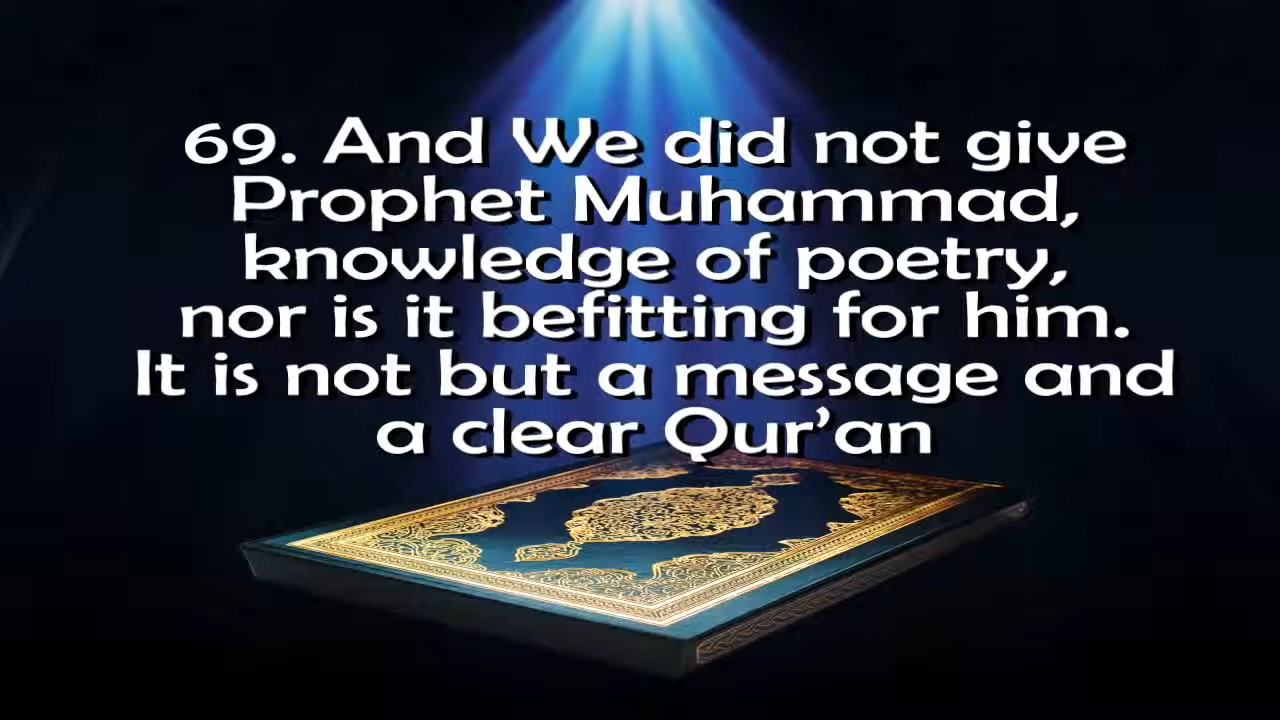 69. And We did not give
Prophet Muhammad,
knowledge of poetry,
nor is it befitting for him.
It is not but a message and
a clear Qur’an